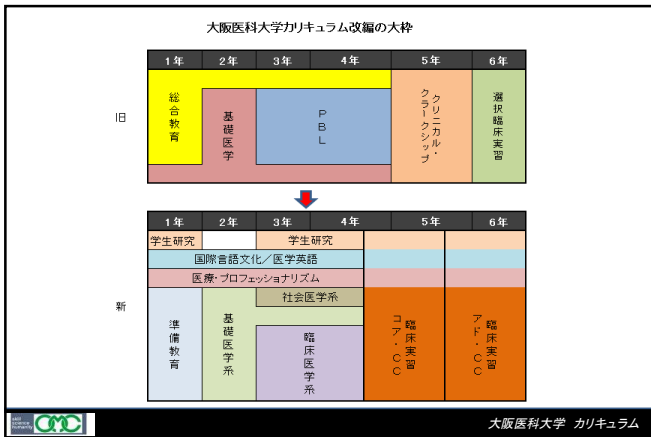 大阪医科大学カリキュラム改編の大枠
旧
1年 2年 3年 4年 5年 6年
総合教育
基礎医学
PBL
クリニカル・クラークシップ
選択臨床実習
新
1年 2年 3年 4年 5年 6年
学生研究 学生研究
国際言語文化／医学英語
医療・プロフェッショナリズム
社会医学系
準備教育
基礎医学系
臨床医学系
臨床実習
コア・CC
臨床実習
アド・CC
OMC
大阪医科大学 カリキュラム